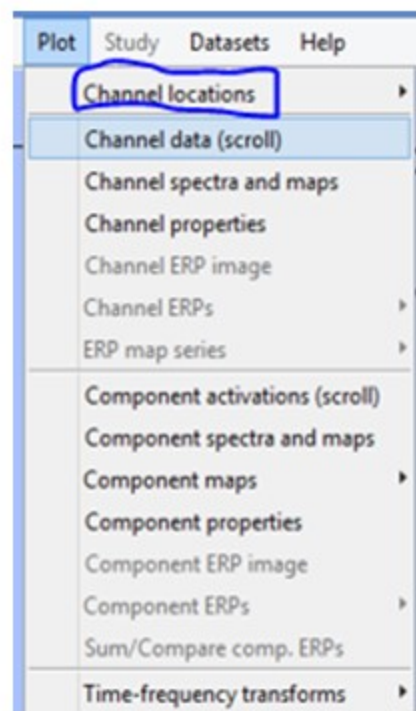 Plot Study Datasets Help
Channel locations
Channel data (scroll)
Channel spectra and maps
Channel properties
Channel ERP image
Channel ERPs
ERP map series
Component activations (scroll)
Component spectra and maps
Component maps
Component properties
Component ERP image
Component ERPs
Sum/Compare comp. ERPs
Time-frequency transforms